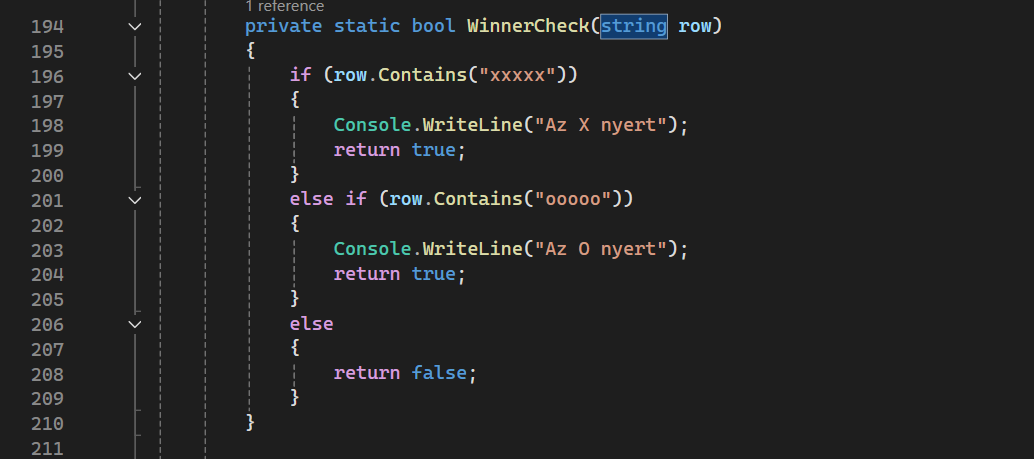 1 reference
194 private static bool WinnerCheck(string row)
195 {
196 if (row.Contains("xxxxx"))
197 {
198 Console.WriteLine("Az X nyert");
199 return true;
200 }
201 else if (row.Contains("ooooo"))
202 {
203 Console.WriteLine("Az O nyert");
204 return true;
205 }
206 else
207 {
208 return false;
209 }
210 }
211